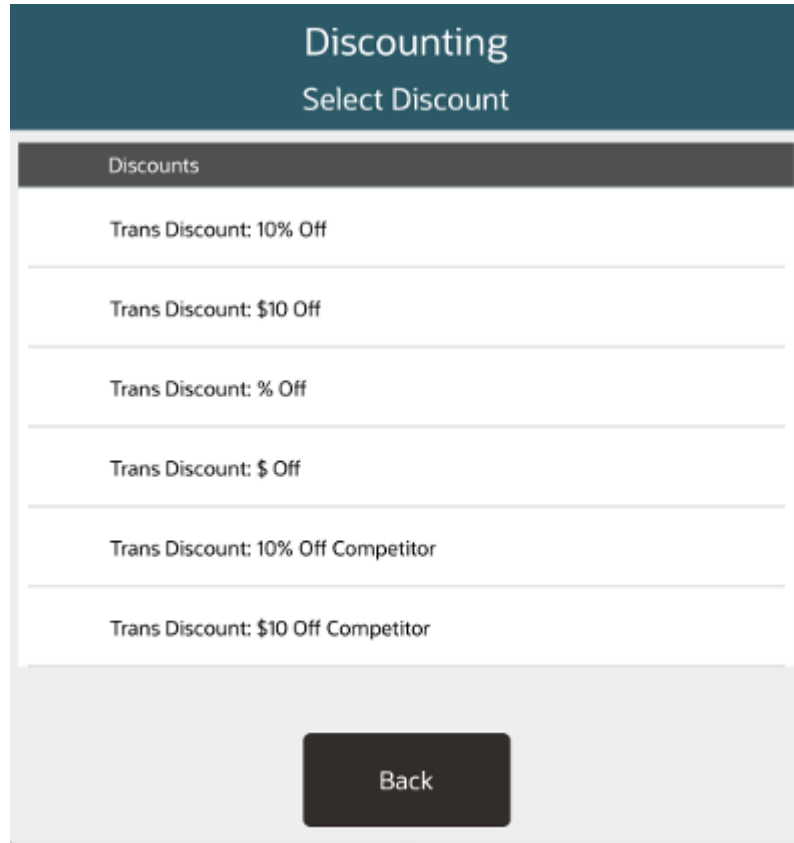 Discounting
Select Discount
Discounts
Trans Discount: 10% Off
Trans Discount: $10 Off
Trans Discount: % Off
Trans Discount: $ Off
Trans Discount: 10% Off Competitor
Trans Discount: $10 Off Competitor
Back